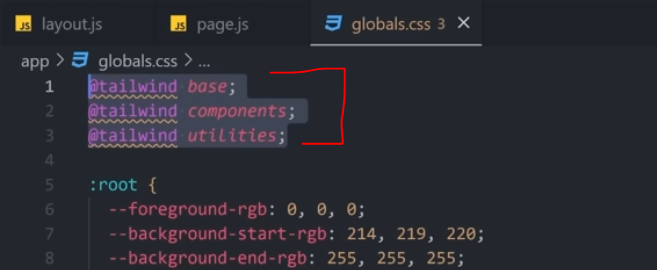 JS layout.js JS page.js globals.css 3 ×
app > globals.css > ...
1 @tailwind base;
2 @tailwind components;
3 @tailwind utilities;
4
5 :root {
6 --foreground-rgb: 0, 0, 0;
7 --background-start-rgb: 214, 219, 220;
8 --background-end-rgb: 255, 255, 255;